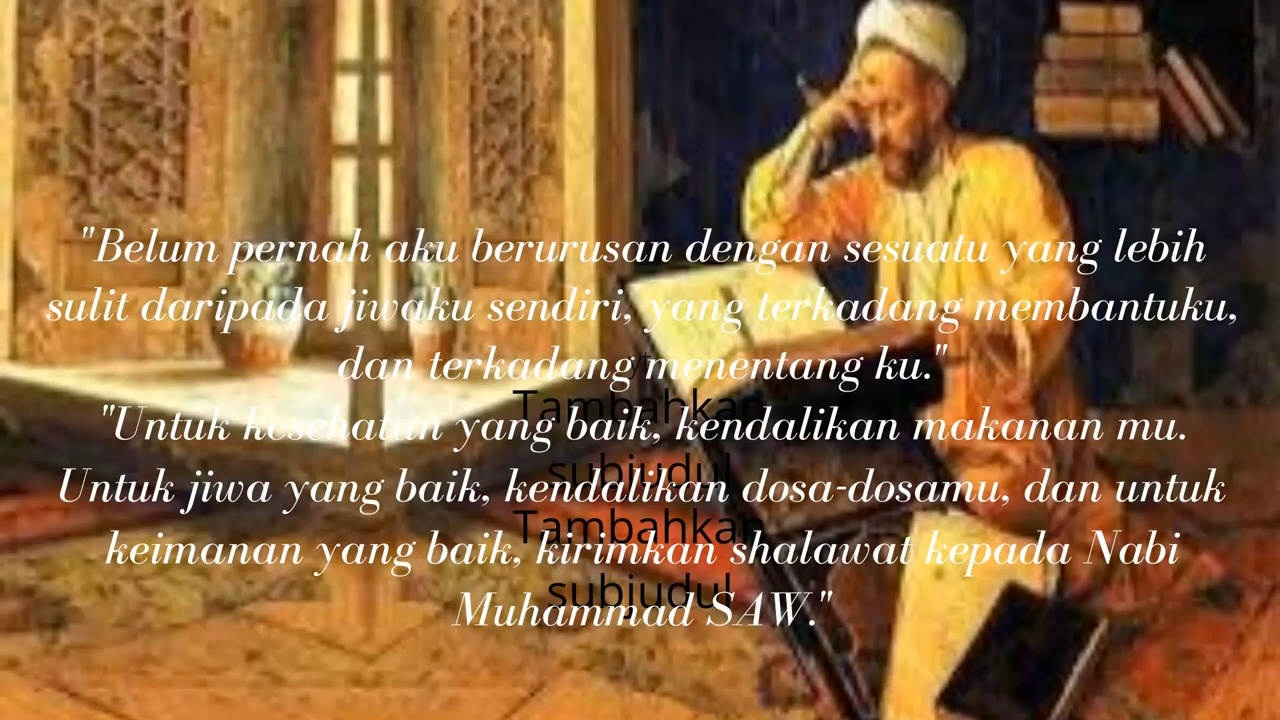 "Belum pernah aku berurusan dengan sesuatu yang lebih
sulit daripada jiwaku sendiri, yang terkadang membantuku,
dan terkadang menentang ku."
Tambahkan
"Untuk kesehatan yang baik, kendalikan makanan mu.
subjudul
Untuk jiwa yang baik, kendalikan dosa-dosamu, dan untuk
Tambahkan
keimanan yang baik, kirimkan shalawat kepada Nabi
subjudul
Muhammad SAW."